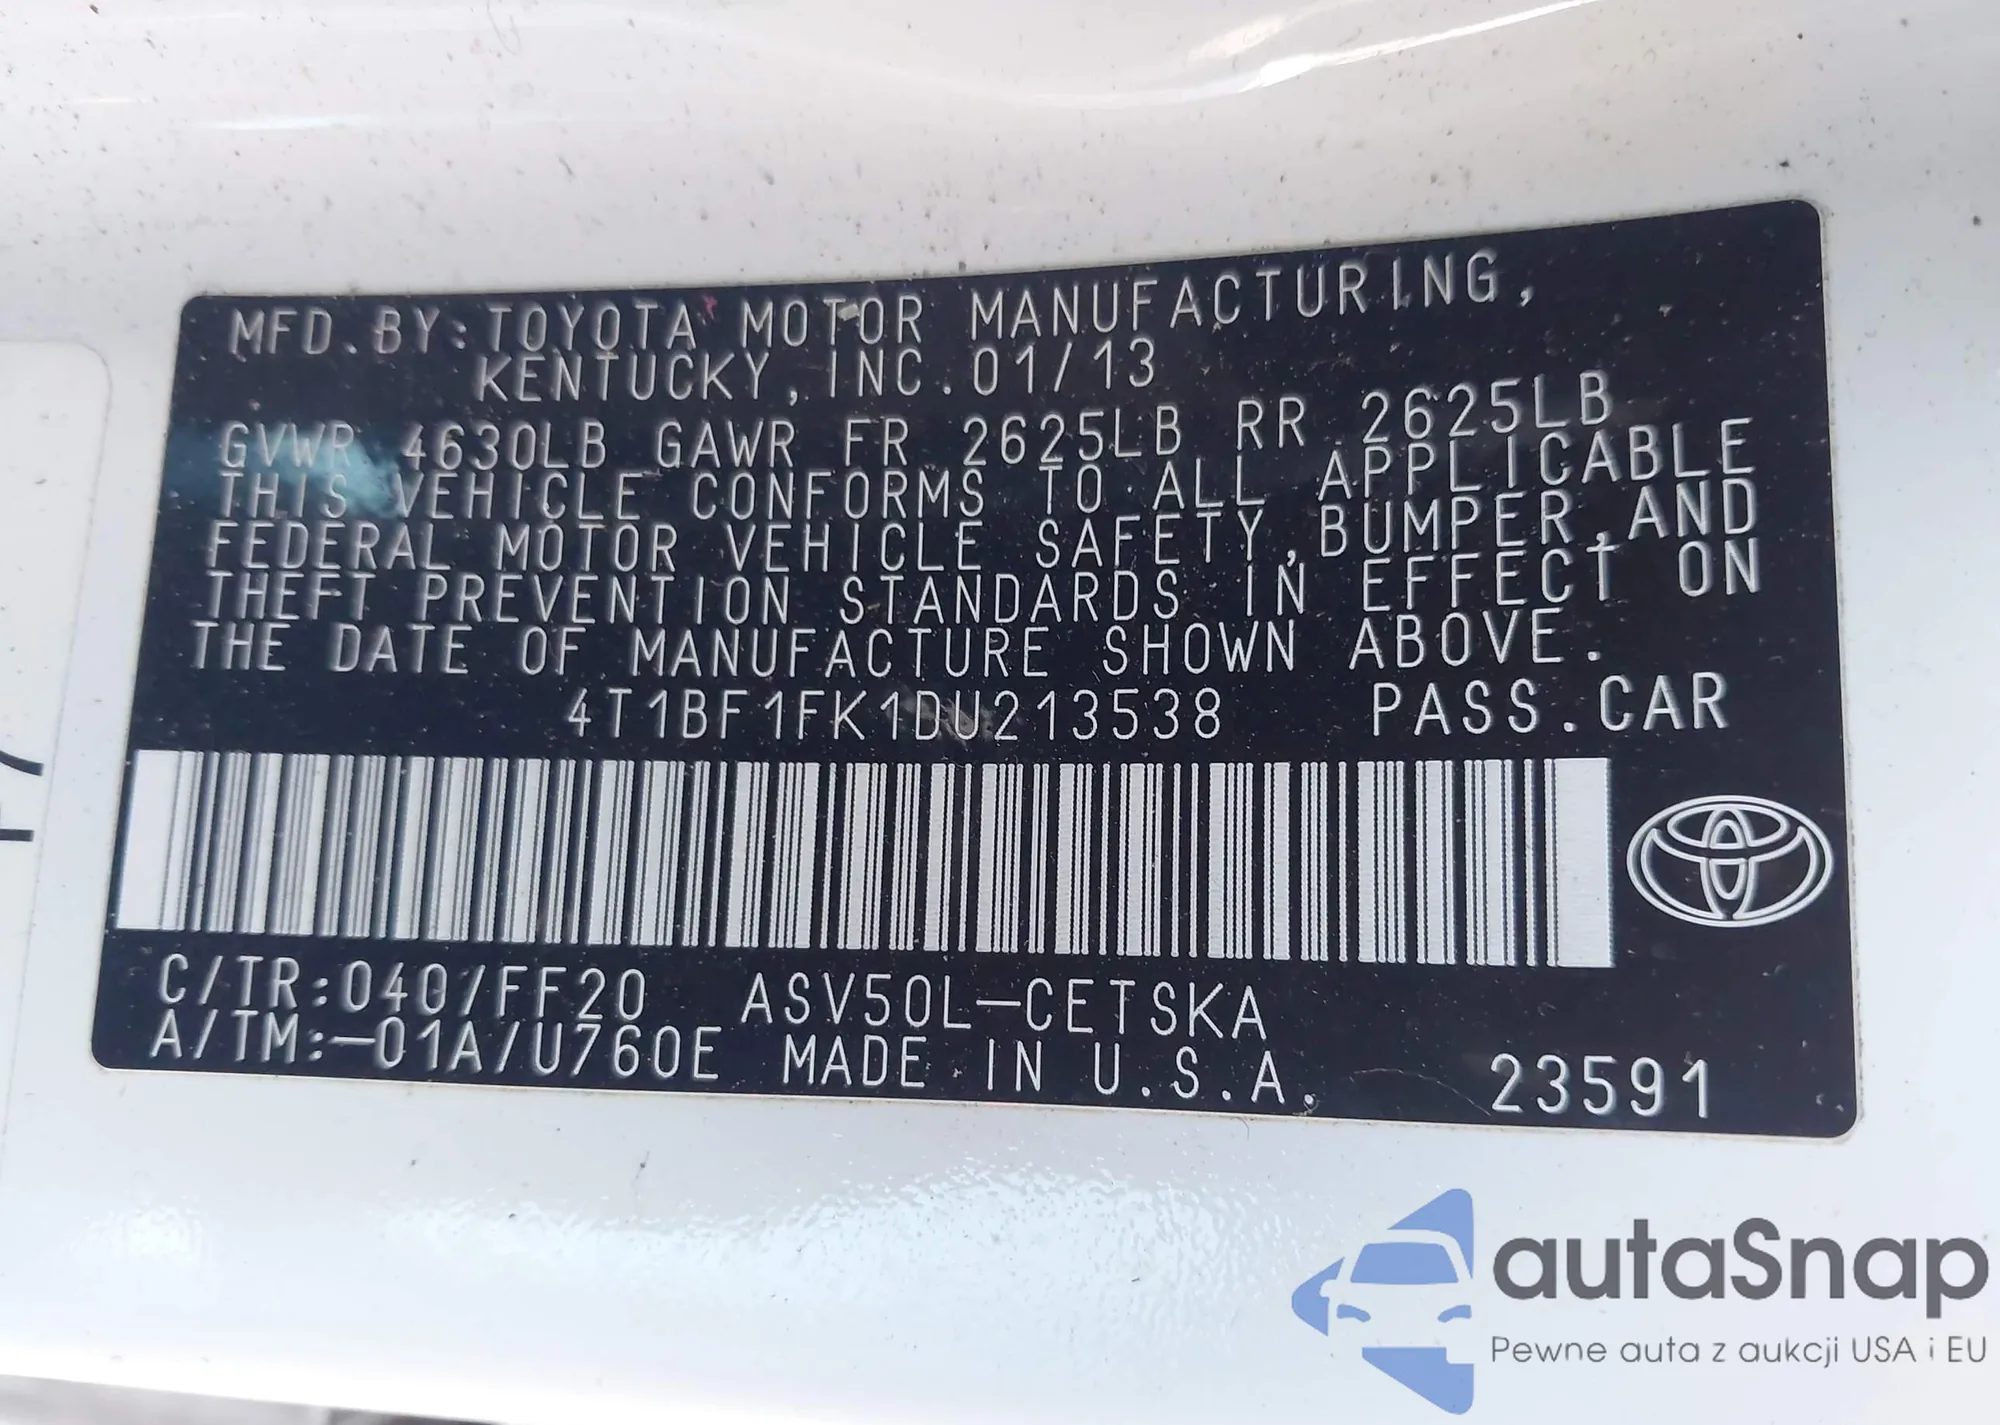 MFD.BY:TOYOTA MOTOR MANUFACTURING,
KENTUCKY, INC.01/13
GVWR 4630LB GAWR FR 2625LB RR 2625LB
THIS VEHICLE CONFORMS TO ALL APPLICABLE
FEDERAL MOTOR VEHICLE SAFETY,BUMPER,AND
THEFT PREVENTION STANDARDS IN EFFECT ON
THE DATE OF MANUFACTURE SHOWN ABOVE.
4T1BF1FK1DU213538 PASS.CAR
C/TR:040/FF20 ASV50L-CETSKA
A/TM:-01A/U760E MADE IN U.S.A. 23591
autaSnap
Pewne auta z aukcji USA i EU